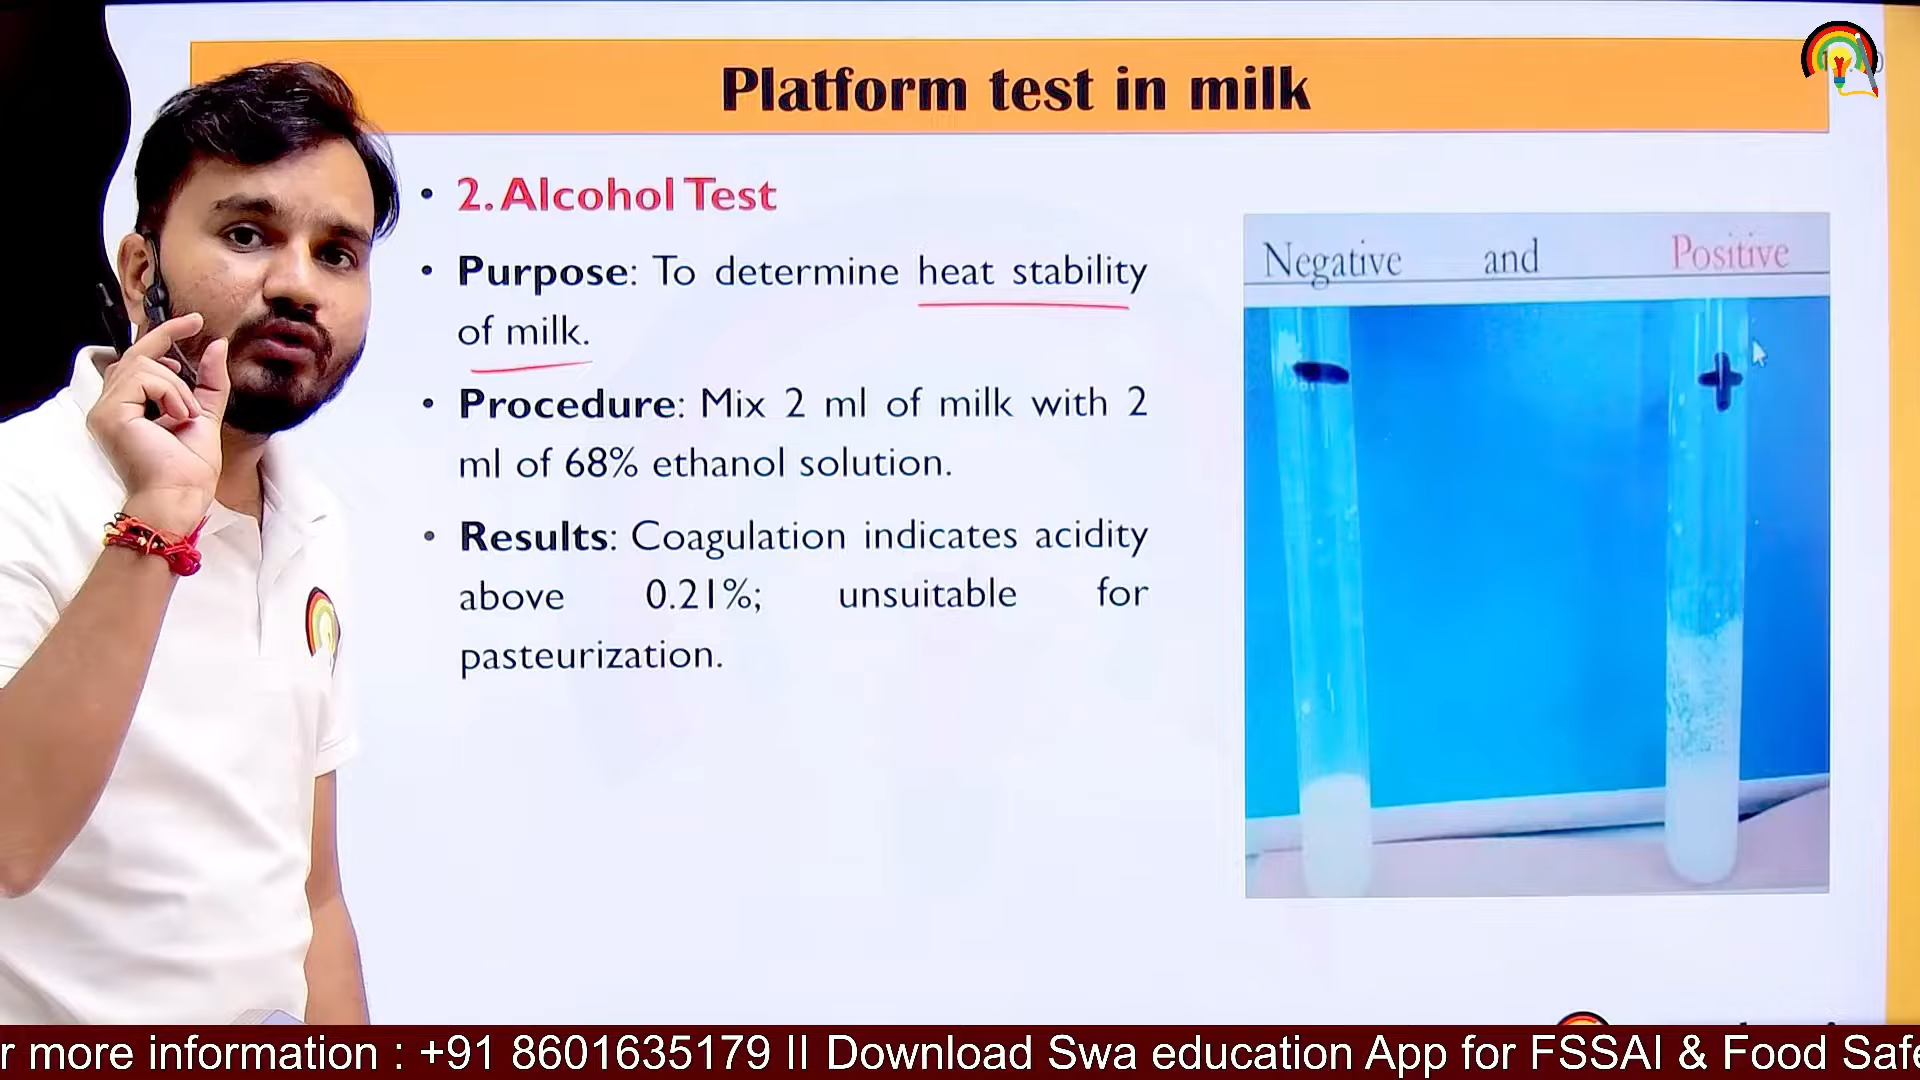 Platform test in milk
• 2. Alcohol Test
• Purpose: To determine heat stability
of milk.
• Procedure: Mix 2 ml of milk with 2
ml of 68% ethanol solution.
• Results: Coagulation indicates acidity
above 0.21%; unsuitable for
pasteurization.
Negative and Positive
r more information : +91 8601635179 II Download Swa education App for FSSAI & Food Safe